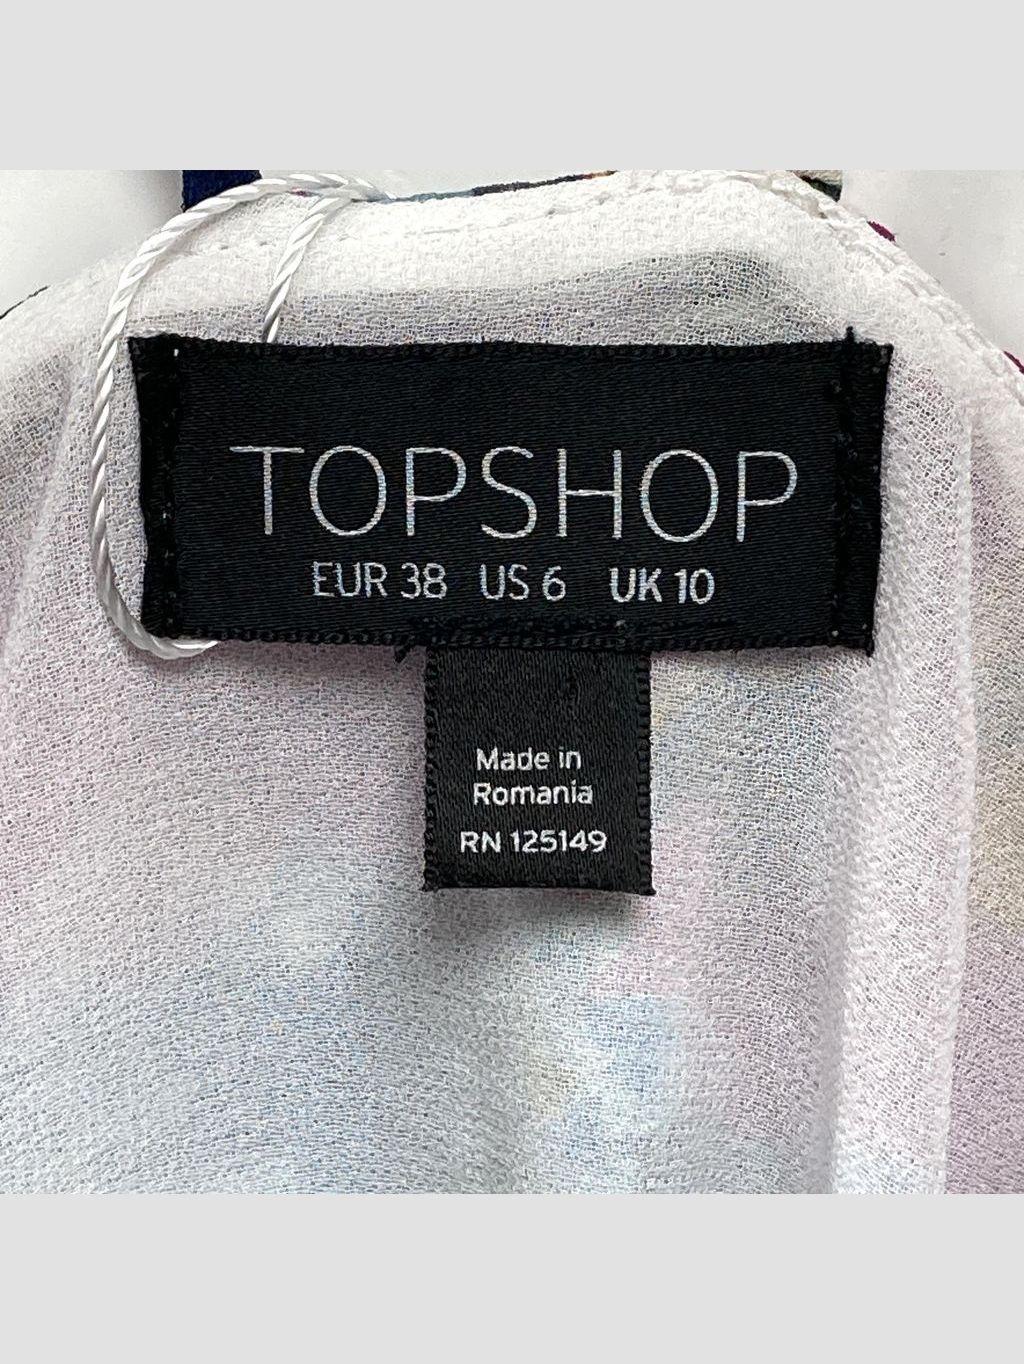 TOPSHOP
EUR 38 US 6 UK 10
Made in
Romania
RN 125149